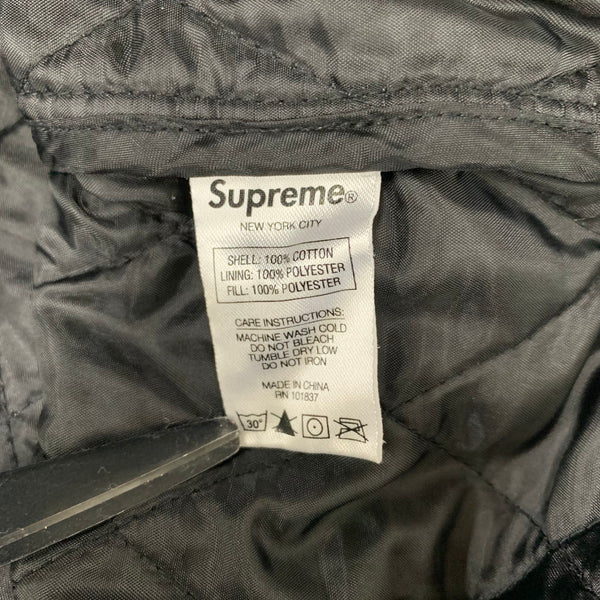 Supreme®
NEW YORK CITY
SHELL: 100% COTTON
LINING: 100% POLYESTER
FILL: 100% POLYESTER
CARE INSTRUCTIONS:
MACHINE WASH COLD
DO NOT BLEACH
TUMBLE DRY LOW
DO NOT IRON
MADE IN CHINA
RN 101837
30°